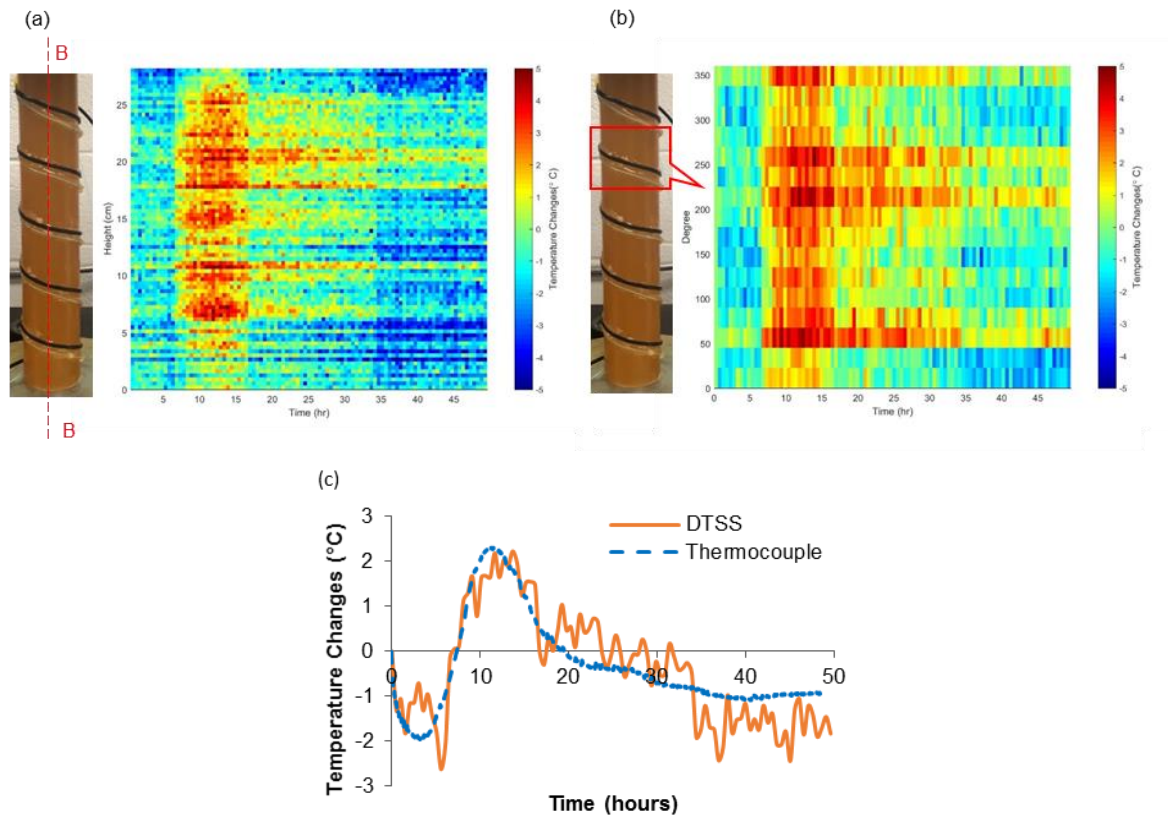 (a)
B
B
25
20
15
10
5
0
Height (cm)
5 10 15 20 25 30 35 40 45
Time (hr)
5
4
3
2
1
0
-1
-2
-3
-4
-5
Temperature Changes(° C)
(b)
350
300
250
200
150
100
50
0
Degree
0 5 10 15 20 25 30 35 40 45
Time (hr)
5
4
3
2
1
0
-1
-2
-3
-4
-5
Temperature Changes(° C)
(c)
Temperature Changes (°C)
3
2
1
0
-1
-2
-3
DTSS
Thermocouple
0 10 20 30 40 50
Time (hours)